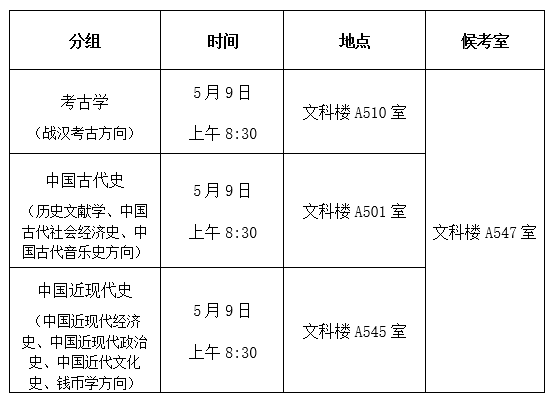 分组 时间 地点 候考室
考古学
（战汉考古方向）
5月9日
上午 8:30
文科楼 A510 室
中国古代史
（历史文献学、中国
古代社会经济史、中
国古代音乐史方向）
5月9日
上午 8:30
文科楼 A501 室
文科楼 A547 室
中国近现代史
（中国近现代经济
史、中国近现代政治
史、中国近代文化
史、钱币学方向）
5月9日
上午 8:30
文科楼 A545 室